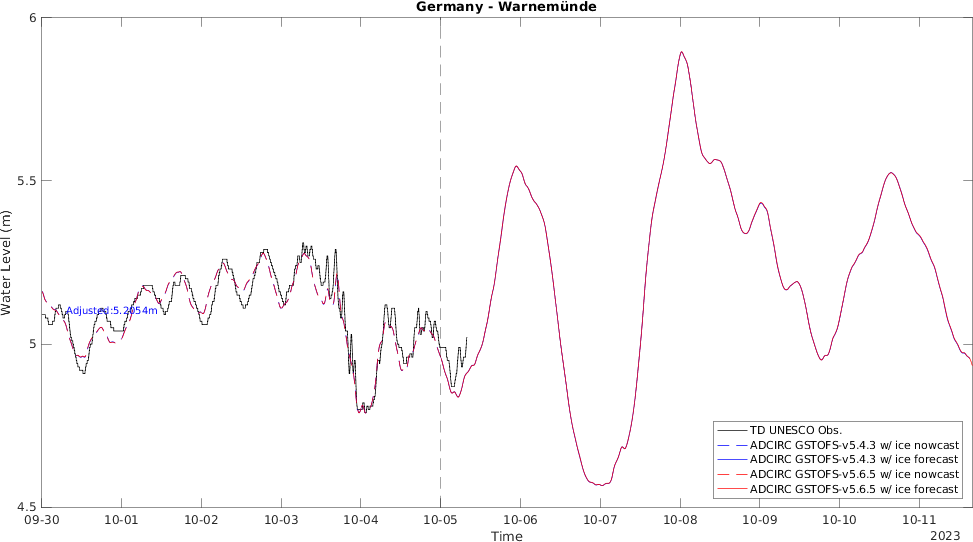 Germany - Warnemünde
6
5.5
5
4.5
Water Level (m)
Adjusted:5.2054m
TD UNESCO Obs.
ADCIRC GSTOFS-v5.4.3 w/ ice nowcast
ADCIRC GSTOFS-v5.4.3 w/ ice forecast
ADCIRC GSTOFS-v5.6.5 w/ ice nowcast
ADCIRC GSTOFS-v5.6.5 w/ ice forecast
09-30 10-01 10-02 10-03 10-04 10-05 10-06 10-07 10-08 10-09 10-10 10-11
Time
2023